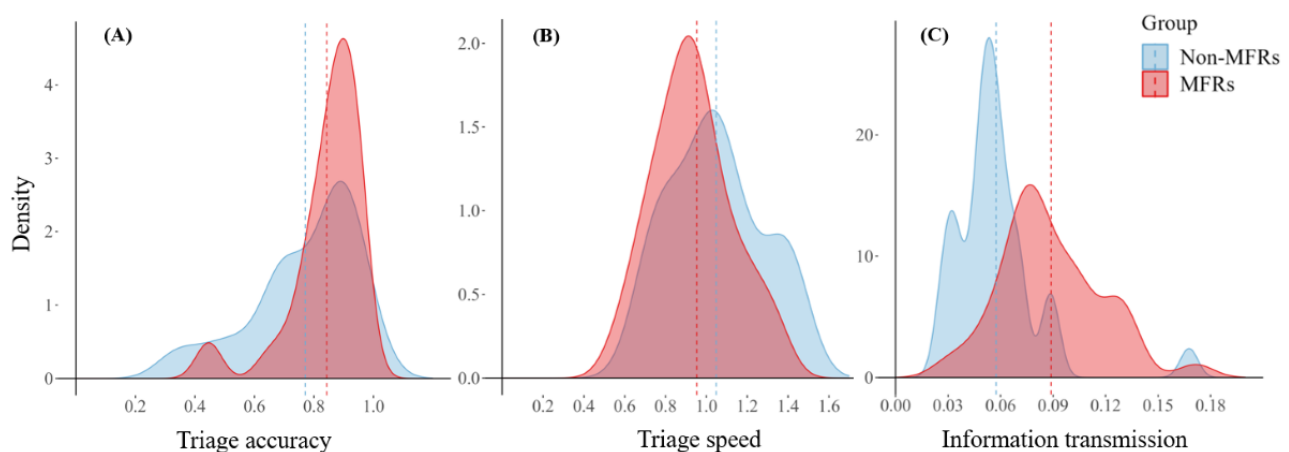 (A)
Density
4
3
2
1
0
0.2 0.4 0.6 0.8 1.0
Triage accuracy
(B)
2.0
1.5
1.0
0.5
0.0
0.2 0.4 0.6 0.8 1.0 1.2 1.4 1.6
Triage speed
(C)
20
10
0
0.00 0.03 0.06 0.09 0.12 0.15 0.18
Information transmission
Group
Non-MFRs
MFRs